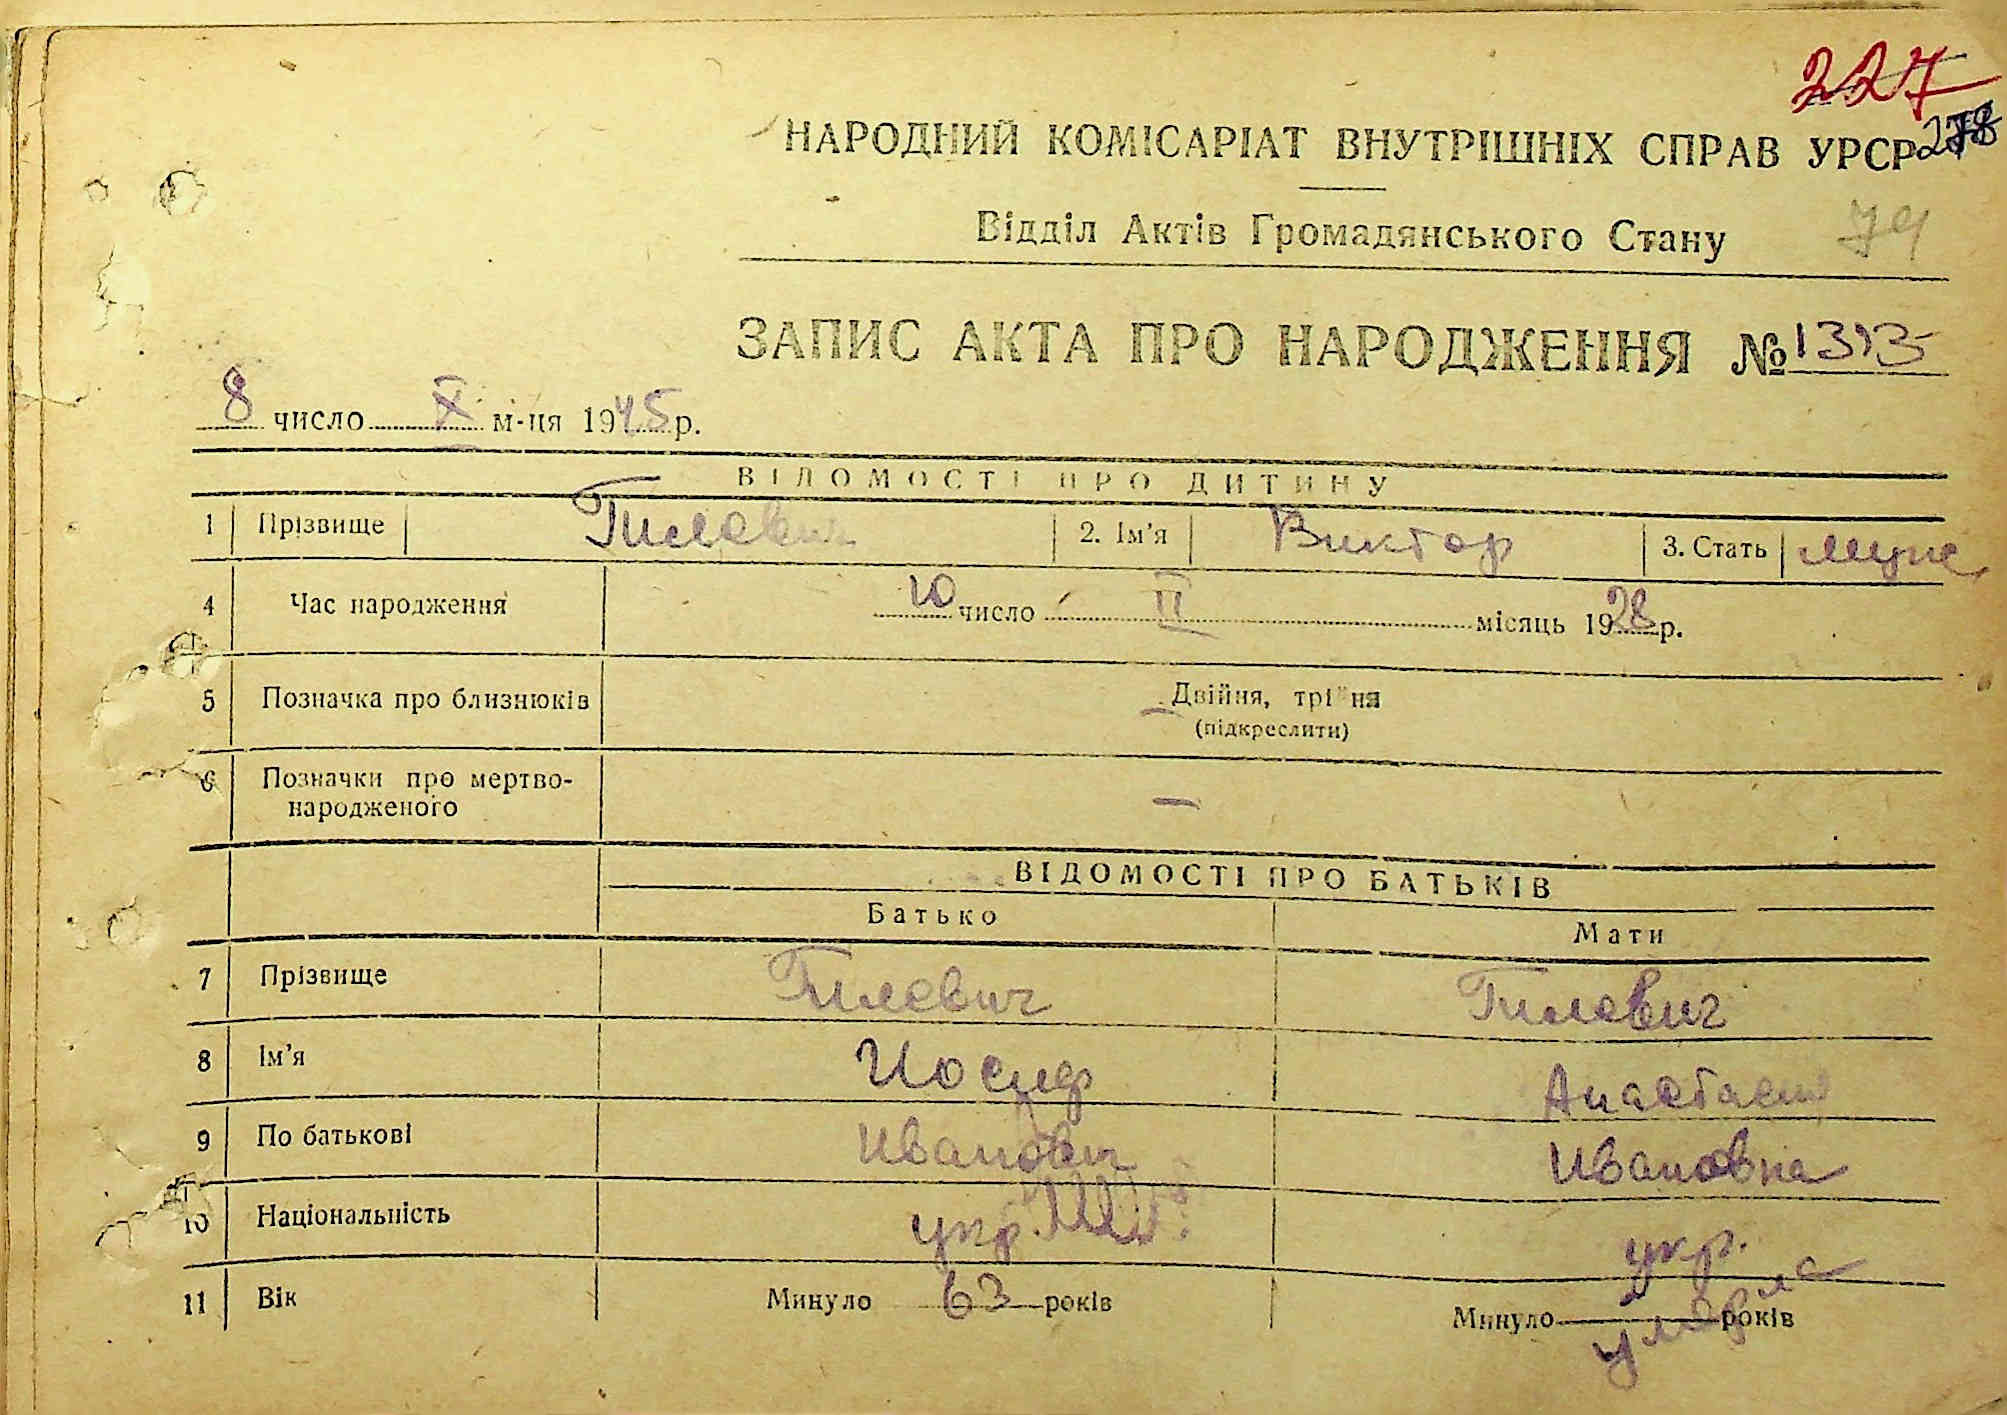 227
278
НАРОДНИЙ КОМІСАРІАТ ВНУТРІШНІХ СПРАВ УРСР
Відділ Актів Громадянського Стану 79
ЗАПИС АКТА ПРО НАРОДЖЕННЯ №
8 число X м-ця 1945 р.
ВІДОМОСТІ ПРО ДИТИНУ
1 Прізвище Гилевич 2. Ім'я Виктор 3. Стать муж
4 Час народження 10 число II місяць 1928 р.
5 Позначка про близнюків Двійня, трійня
(підкреслити)
6 Позначки про мертво-
народженого —
ВІДОМОСТІ ПРО БАТЬКІВ
Батько Мати
7 Прізвище Гилевич Гилевич
8 Ім'я Иосиф Анастасия
9 По батькові Иванович Ивановна
10 Національність укр. укр.
11 Вік Минуло 63 років Минуло умерла років